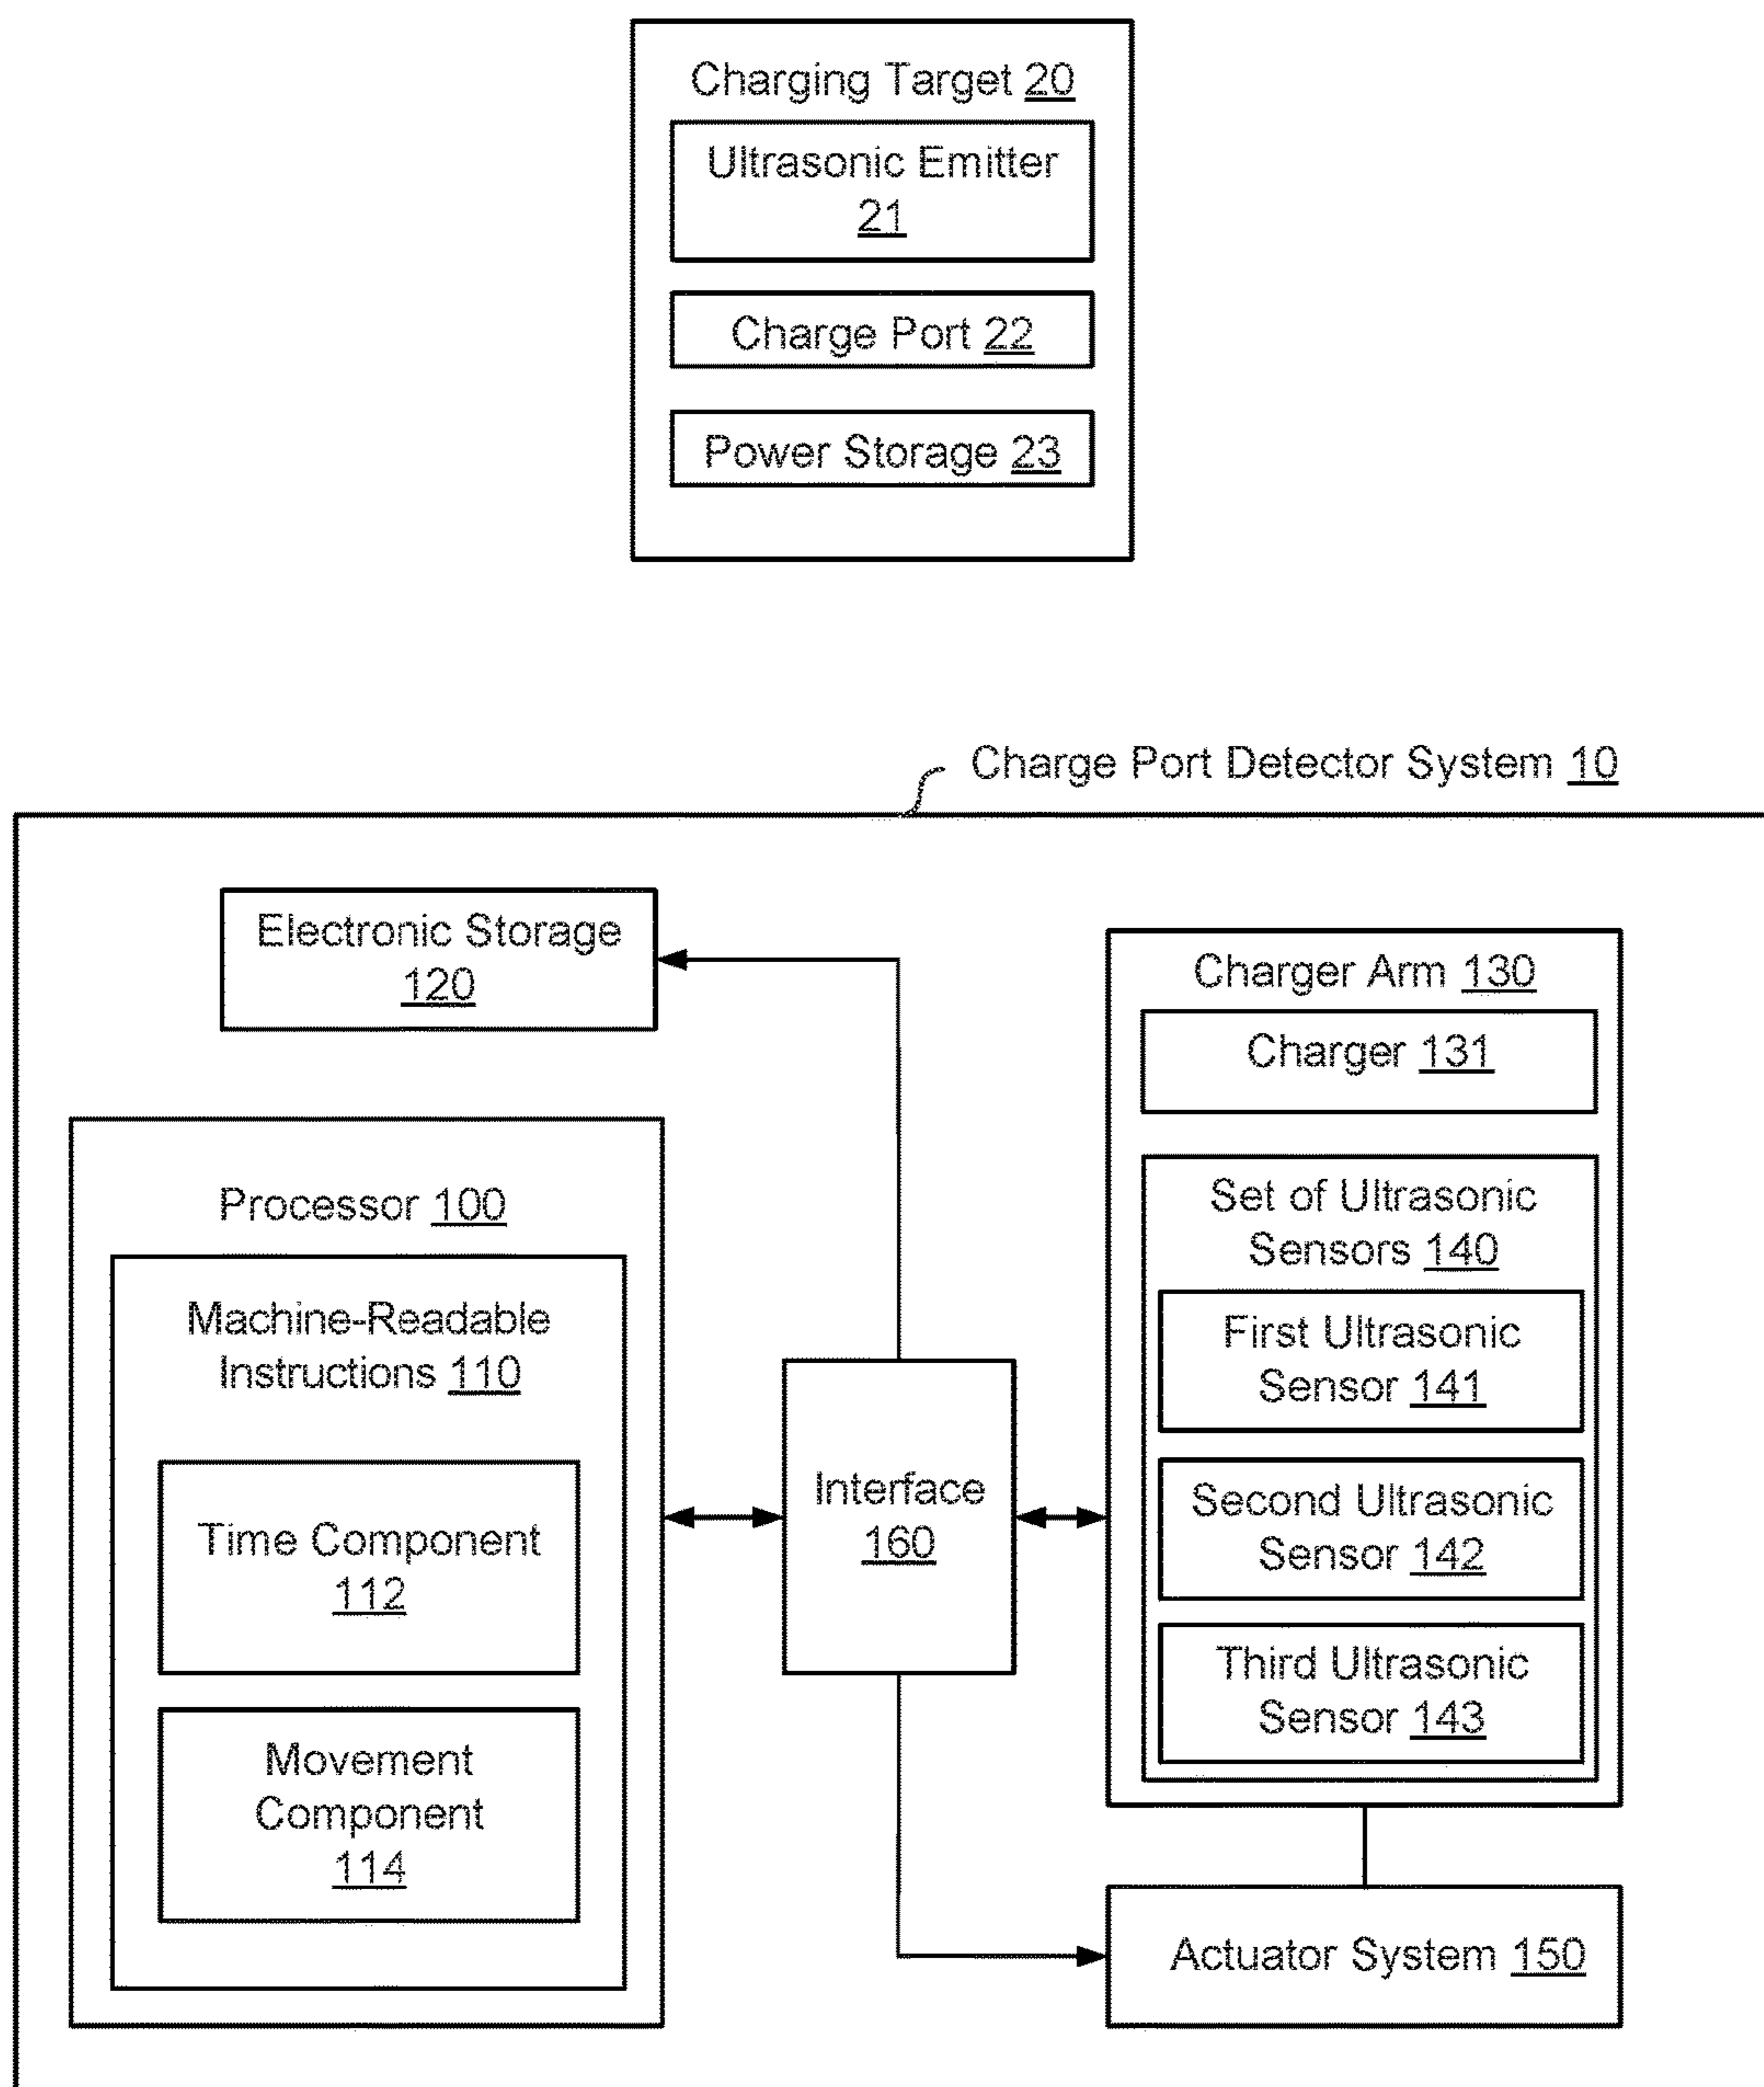 Charging Target 20
Ultrasonic Emitter
21
Charge Port 22
Power Storage 23
Charge Port Detector System 10
Electronic Storage
120
Processor 100
Machine-Readable
Instructions 110
Time Component
112
Movement
Component
114
Interface
160
Charger Arm 130
Charger 131
Set of Ultrasonic
Sensors 140
First Ultrasonic
Sensor 141
Second Ultrasonic
Sensor 142
Third Ultrasonic
Sensor 143
Actuator System 150